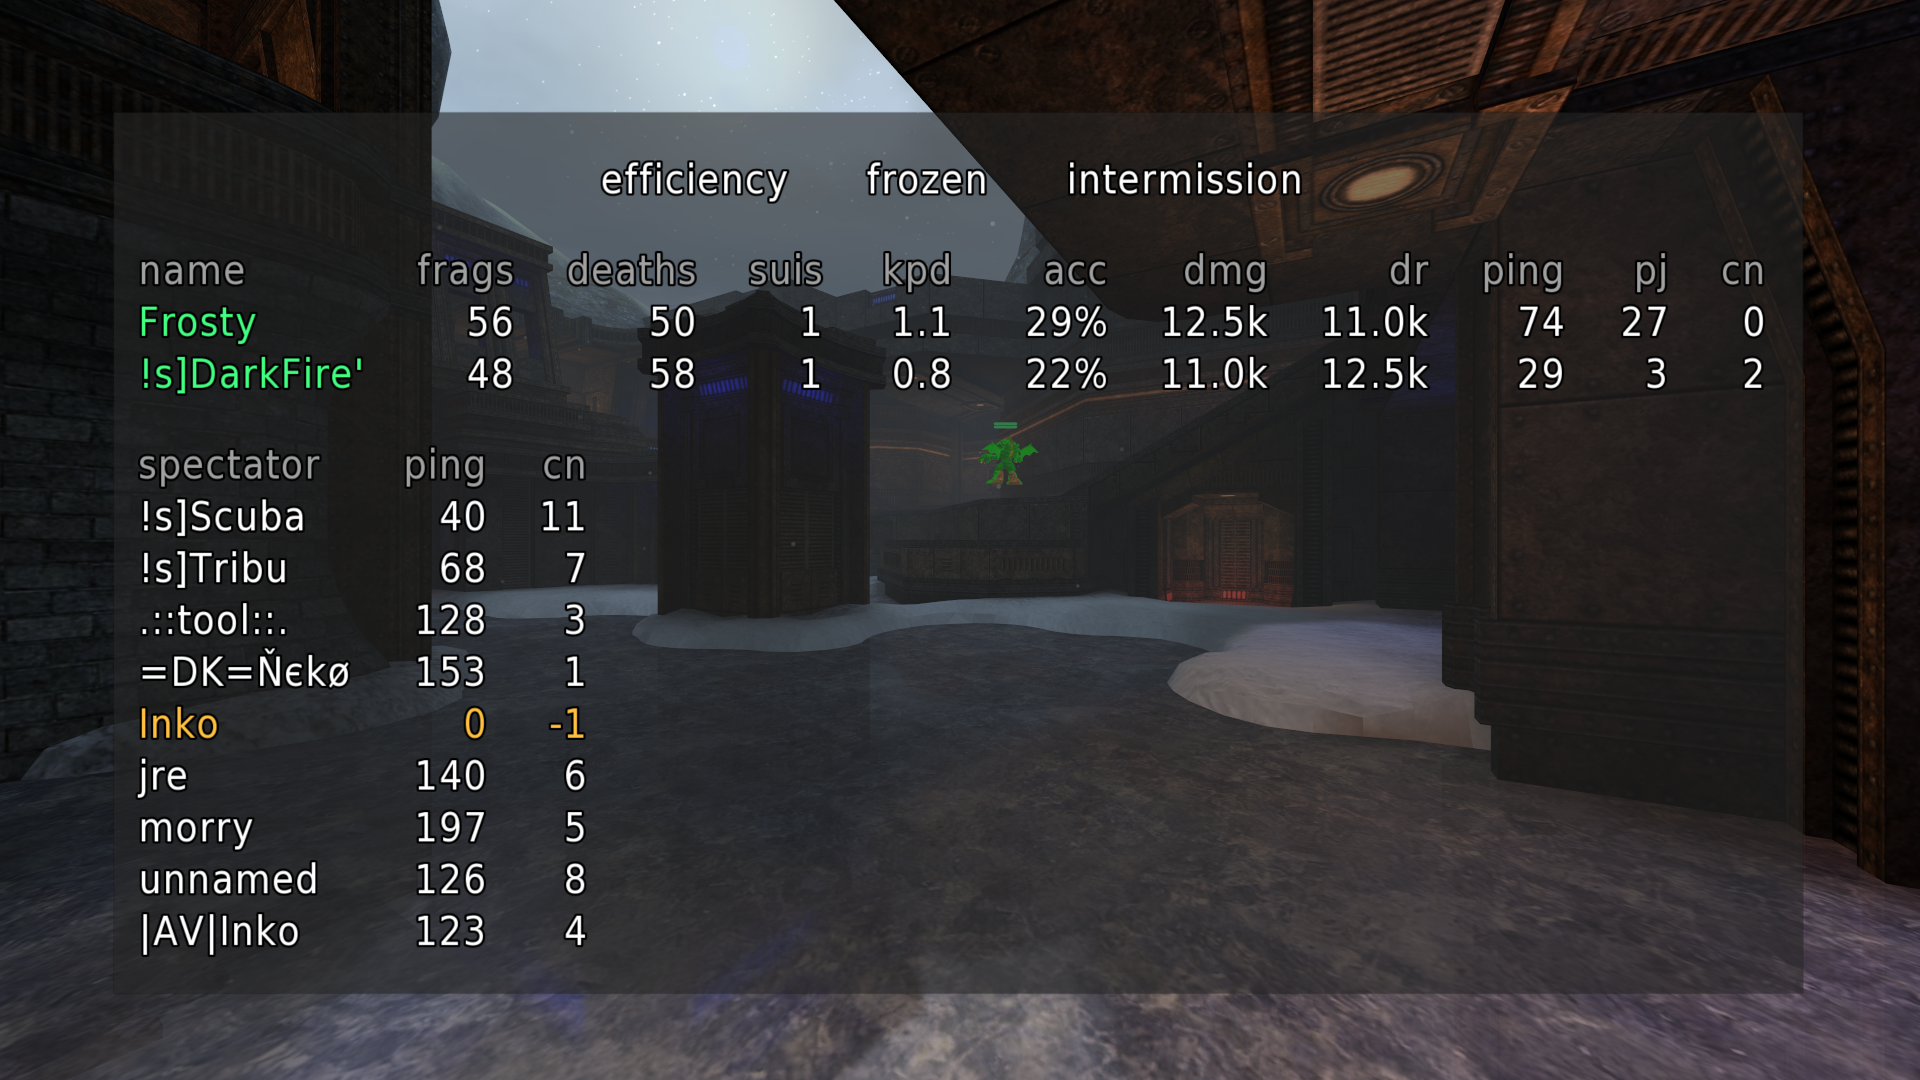 efficiency frozen intermission
name frags deaths suis kpd acc dmg dr ping pj cn
Frosty 56 50 1 1.1 29% 12.5k 11.0k 74 27 0
!s]DarkFire' 48 58 1 0.8 22% 11.0k 12.5k 29 3 2
spectator ping cn
!s]Scuba 40 11
!s]Tribu 68 7
.::tool::. 128 3
=DK=Ňєkø 153 1
Inko 0 -1
jre 140 6
morry 197 5
unnamed 126 8
|AV|Inko 123 4